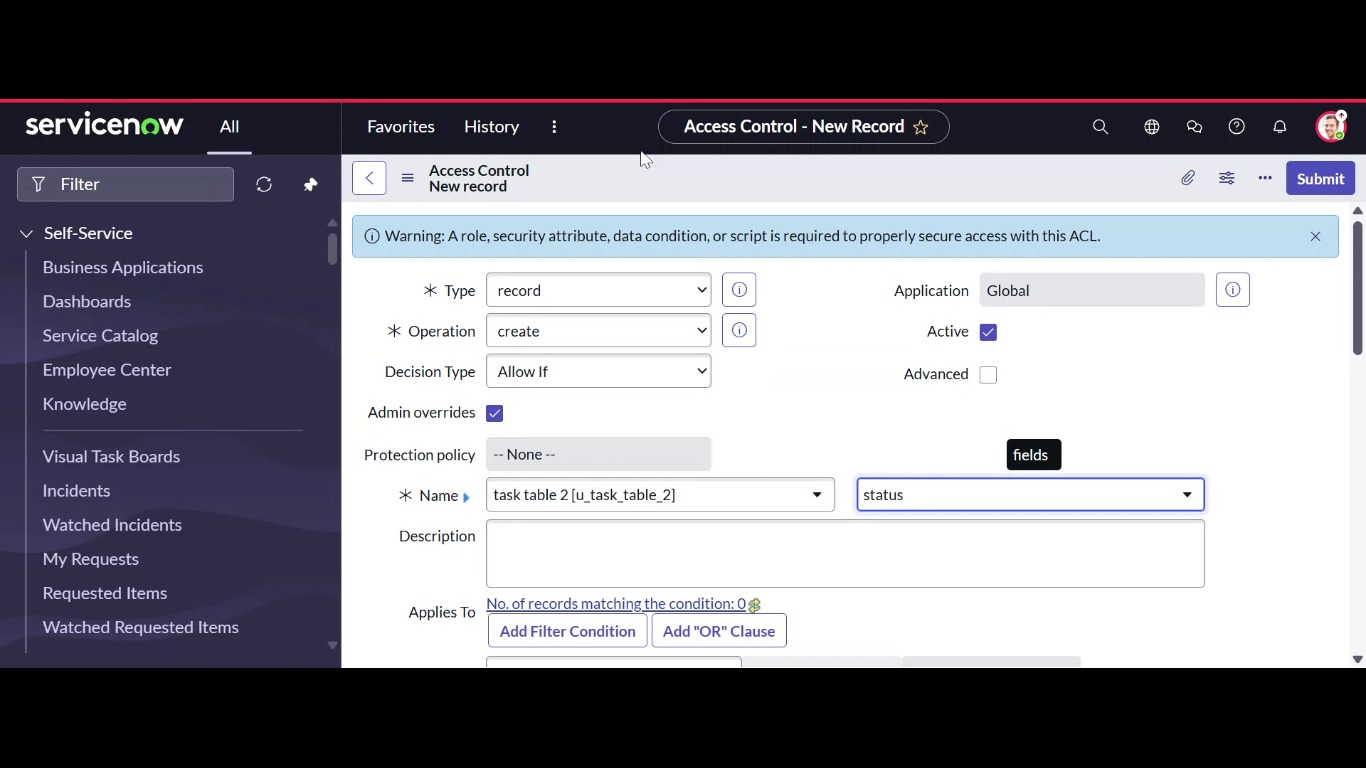 servicenow All Favorites History Access Control - New Record
Filter Access Control
New record Submit
Self-Service
Business Applications
Dashboards
Service Catalog
Employee Center
Knowledge
Visual Task Boards
Incidents
Watched Incidents
My Requests
Requested Items
Watched Requested Items
Warning: A role, security attribute, data condition, or script is required to properly secure access with this ACL.
Type record Application Global
Operation create Active
Decision Type Allow If Advanced
Admin overrides
Protection policy -- None -- fields
Name task table 2 [u_task_table_2] status
Description
Applies To No. of records matching the condition: 0
Add Filter Condition Add "OR" Clause